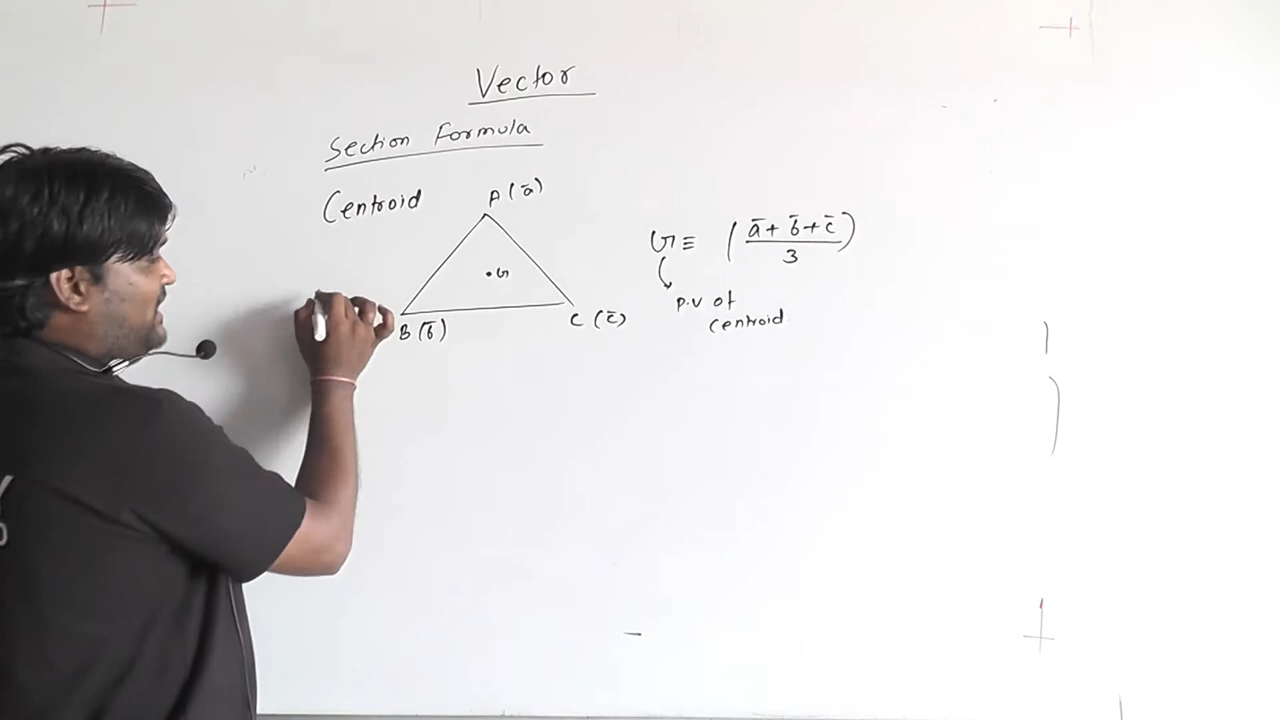 Vector
Section Formula
Centroid
A (a̅)
G
B (b̅)
C (c̅)
G ≡ (a̅ + b̅ + c̅ / 3)
P.V of
centroid.